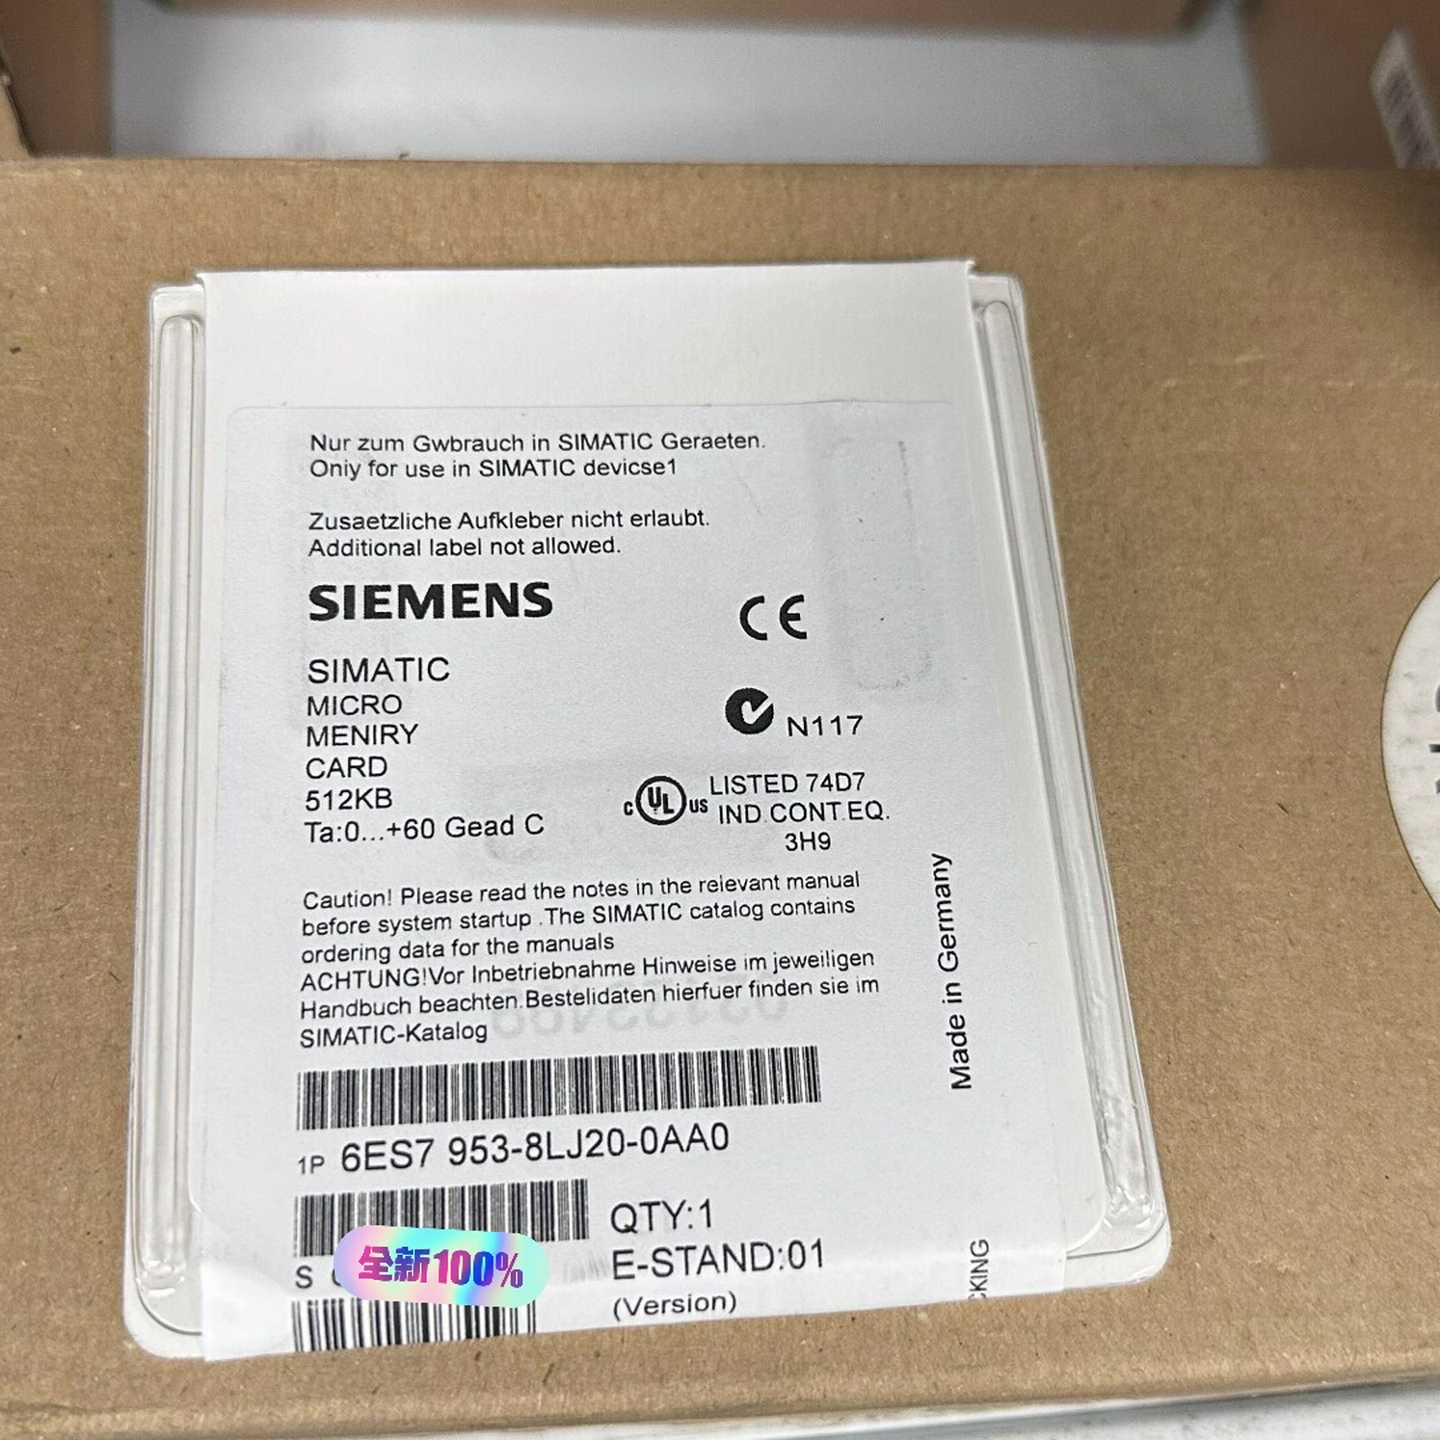 Nur zum Gwbrauch in SIMATIC Geraeten.
Oniy for use in SIMATIC devicse1
Zusaetzliche Aufkleber nicht erlaubt.
Additional label not allowed.
SIEMENS
CE
SIMATIC
MICRO
MENIRY
CARD
512KB
Ta:0...+60 Gead C
N117
C UL US LISTED 74D7
IND.CONT.EQ.
3H9
Caution! Please read the notes in the relevant manual
before system startup .The SIMATIC catalog contains
ordering data for the manuals
ACHTUNG!Vor Inbetriebnahme Hinweise im jeweiligen
Handbuch beachten.Bestelidaten hierfuer finden sie im
SIMATIC-Katalog
Made in Germany
1P 6ES7 953-8LJ20-0AA0
QTY:1
E-STAND:01
(Version)
S
全新100%